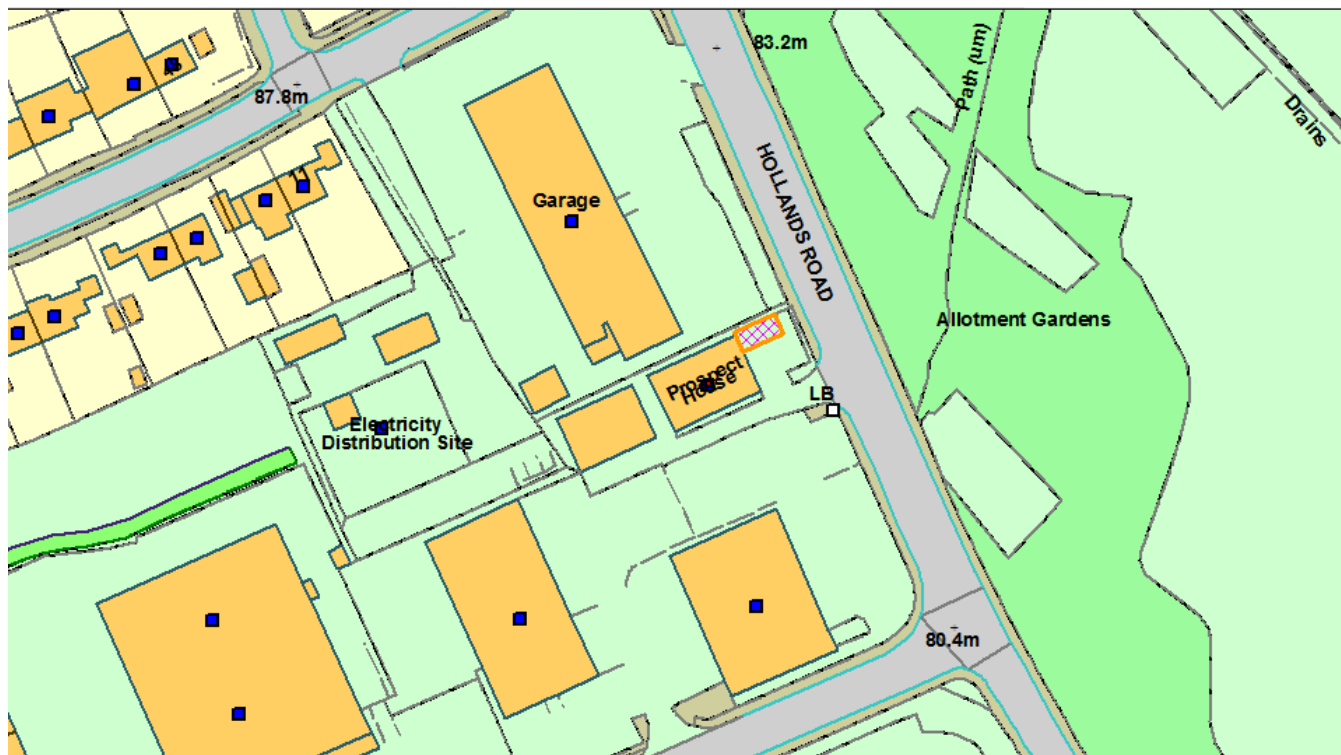 83.2m
87.8m
Path (um)
Drains
11
HOLLANDS ROAD
Garage
Allotment Gardens
Prospect
House
LB
Electricity
Distribution Site
80.4m